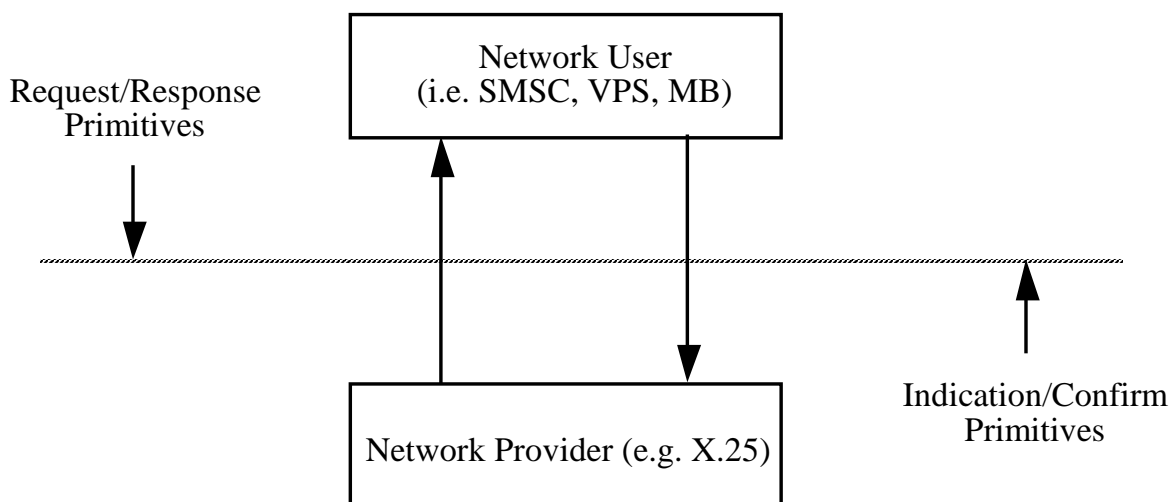 Network User
(i.e. SMSC, VPS, MB)
Request/Response
Primitives
Indication/Confirm
Primitives
Network Provider (e.g. X.25)